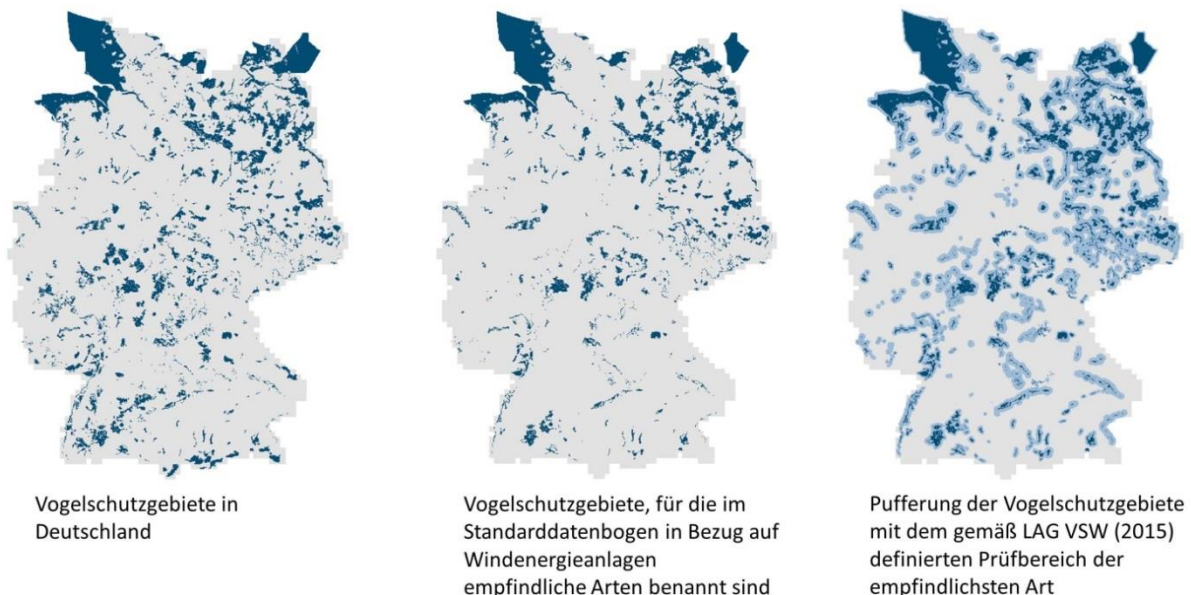 Vogelschutzgebiete in
Deutschland
Vogelschutzgebiete, für die im
Standarddatenbogen in Bezug auf
Windenergieanlagen
empfindliche Arten benannt sind
Pufferung der Vogelschutzgebiete
mit dem gemäß LAG VSW (2015)
definierten Prüfbereich der
empfindlichsten Art